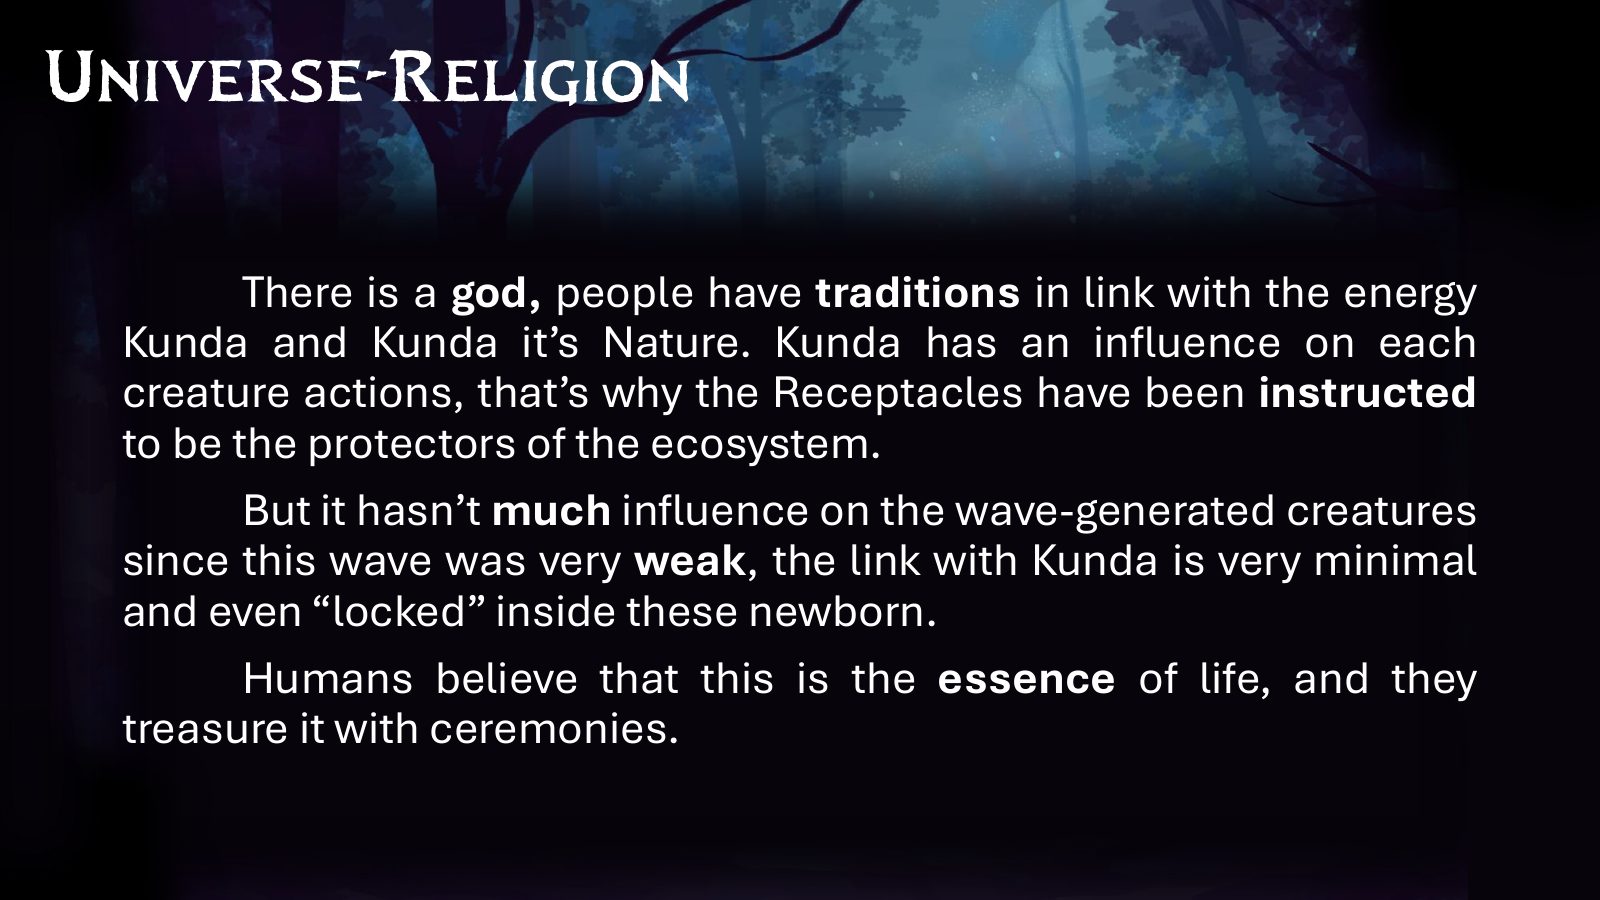 Universe-Religion
There is a god, people have traditions in link with the energy
Kunda and Kunda it’s Nature. Kunda has an influence on each
creature actions, that’s why the Receptacles have been instructed
to be the protectors of the ecosystem.
But it hasn’t much influence on the wave-generated creatures
since this wave was very weak, the link with Kunda is very minimal
and even “locked” inside these newborn.
Humans believe that this is the essence of life, and they
treasure it with ceremonies.